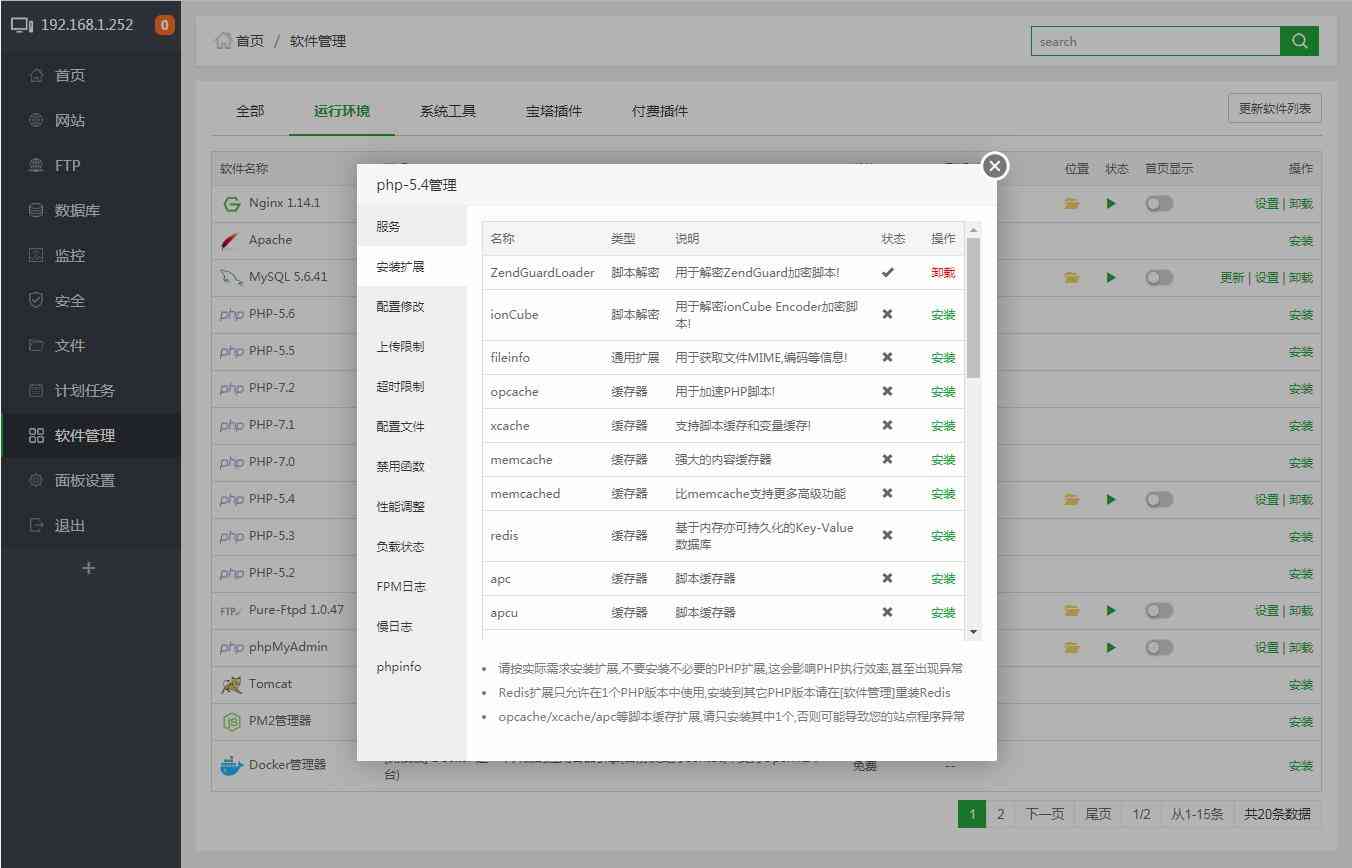 192.168.1.252
0
首页
网站
FTP
数据库
监控
安全
文件
计划任务
软件管理
面板设置
退出
首页 / 软件管理
search
全部 运行环境 系统工具 宝塔插件 付费插件
更新软件列表
软件名称 位置 状态 首页显示 操作
Nginx 1.14.1 设置 | 卸载
Apache 安装
MySQL 5.6.41 更新 | 设置 | 卸载
php PHP-5.6 安装
php PHP-5.5 安装
php PHP-7.2 安装
php PHP-7.1 安装
php PHP-7.0 安装
php PHP-5.4 设置 | 卸载
php PHP-5.3 安装
php PHP-5.2 安装
FTP Pure-Ftpd 1.0.47 设置 | 卸载
php phpMyAdmin 设置 | 卸载
Tomcat 安装
PM2管理器 安装
Docker管理器 免费 -- 安装
台)
1 2 下一页 尾页 1/2 从1-15条 共20条数据
php-5.4管理
服务
安装扩展
配置修改
上传限制
超时限制
配置文件
禁用函数
性能调整
负载状态
FPM日志
慢日志
phpinfo
名称 类型 说明 状态 操作
ZendGuardLoader 脚本解密 用于解密ZendGuard加密脚本! 卸载
ionCube 脚本解密 用于解密ionCube Encoder加密脚
本! 安装
fileinfo 通用扩展 用于获取文件MIME,编码等信息! 安装
opcache 缓存器 用于加速PHP脚本! 安装
xcache 缓存器 支持脚本缓存和变量缓存! 安装
memcache 缓存器 强大的内容缓存器 安装
memcached 缓存器 比memcache支持更多高级功能 安装
redis 缓存器 基于内存亦可持久化的Key-Value
数据库 安装
apc 缓存器 脚本缓存器 安装
apcu 缓存器 脚本缓存器 安装
• 请按实际需求安装扩展,不要安装不必要的PHP扩展,这会影响PHP执行效率,甚至出现异常
• Redis扩展只允许在1个PHP版本中使用,安装到其它PHP版本请在[软件管理]重装Redis
• opcache/xcache/apc等脚本缓存扩展,请只安装其中1个,否则可能导致您的站点程序异常